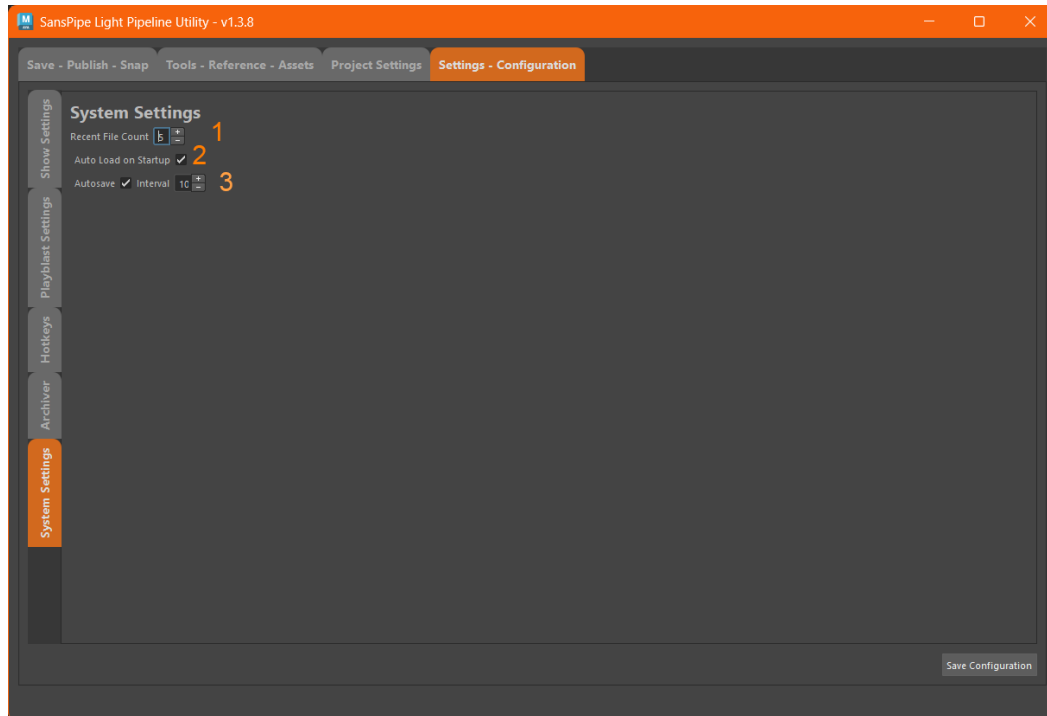 SansPipe Light Pipeline Utility - v1.3.8
Save - Publish - Snap Tools - Reference - Assets Project Settings Settings - Configuration
Show Settings
Playblast Settings
Hotkeys
Archiver
System Settings
System Settings
Recent File Count 5 + - 1
Auto Load on Startup 2
Autosave Interval 10 + - 3
Save Configuration